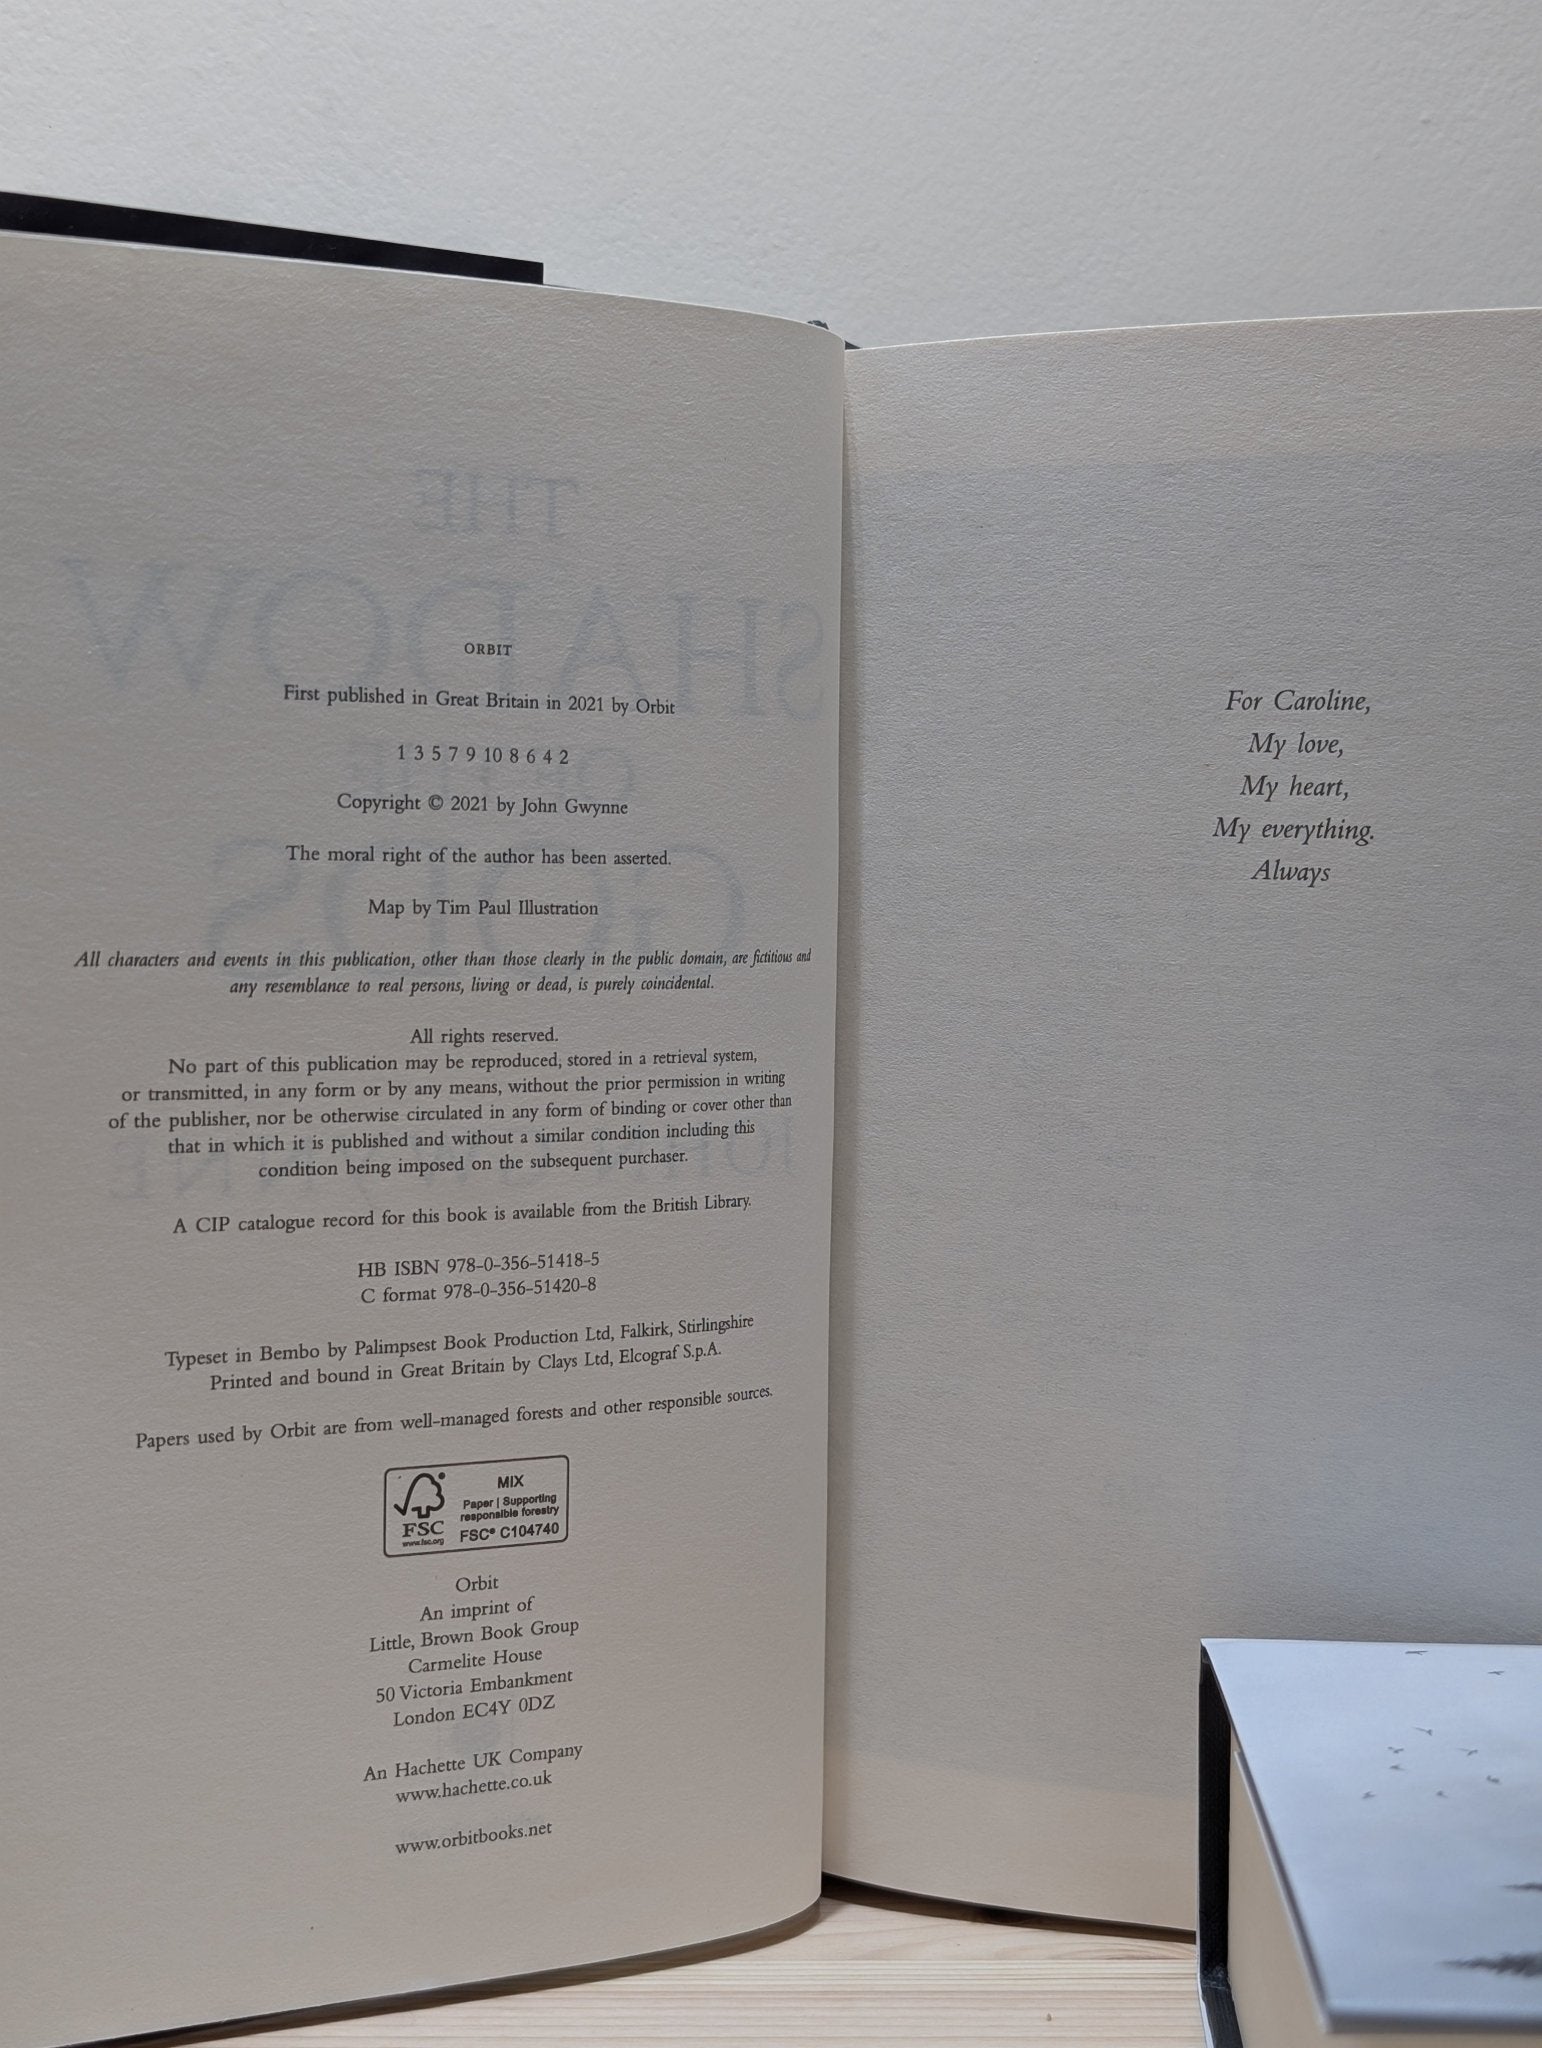 THE
SHADOW
GODS
ORBIT
First published in Great Britain in 2021 by Orbit
1 3 5 7 9 10 8 6 4 2
Copyright © 2021 by John Gwynne
The moral right of the author has been asserted.
Map by Tim Paul Illustration
All characters and events in this publication, other than those clearly in the public domain, are fictitious and
any resemblance to real persons, living or dead, is purely coincidental.
All rights reserved.
No part of this publication may be reproduced, stored in a retrieval system,
or transmitted, in any form or by any means, without the prior permission in writing
of the publisher, nor be otherwise circulated in any form of binding or cover other than
that in which it is published and without a similar condition including this
condition being imposed on the subsequent purchaser.
A CIP catalogue record for this book is available from the British Library.
HB ISBN 978-0-356-51418-5
C format 978-0-356-51420-8
Typeset in Bembo by Palimpsest Book Production Ltd, Falkirk, Stirlingshire
Printed and bound in Great Britain by Clays Ltd, Elcograf S.p.A.
Papers used by Orbit are from well-managed forests and other responsible sources.
FSC
www.fsc.org
MIX
Paper | Supporting
responsible forestry
FSC® C104740
Orbit
An imprint of
Little, Brown Book Group
Carmelite House
50 Victoria Embankment
London EC4Y 0DZ
An Hachette UK Company
www.hachette.co.uk
www.orbitbooks.net
For Caroline,
My love,
My heart,
My everything.
Always